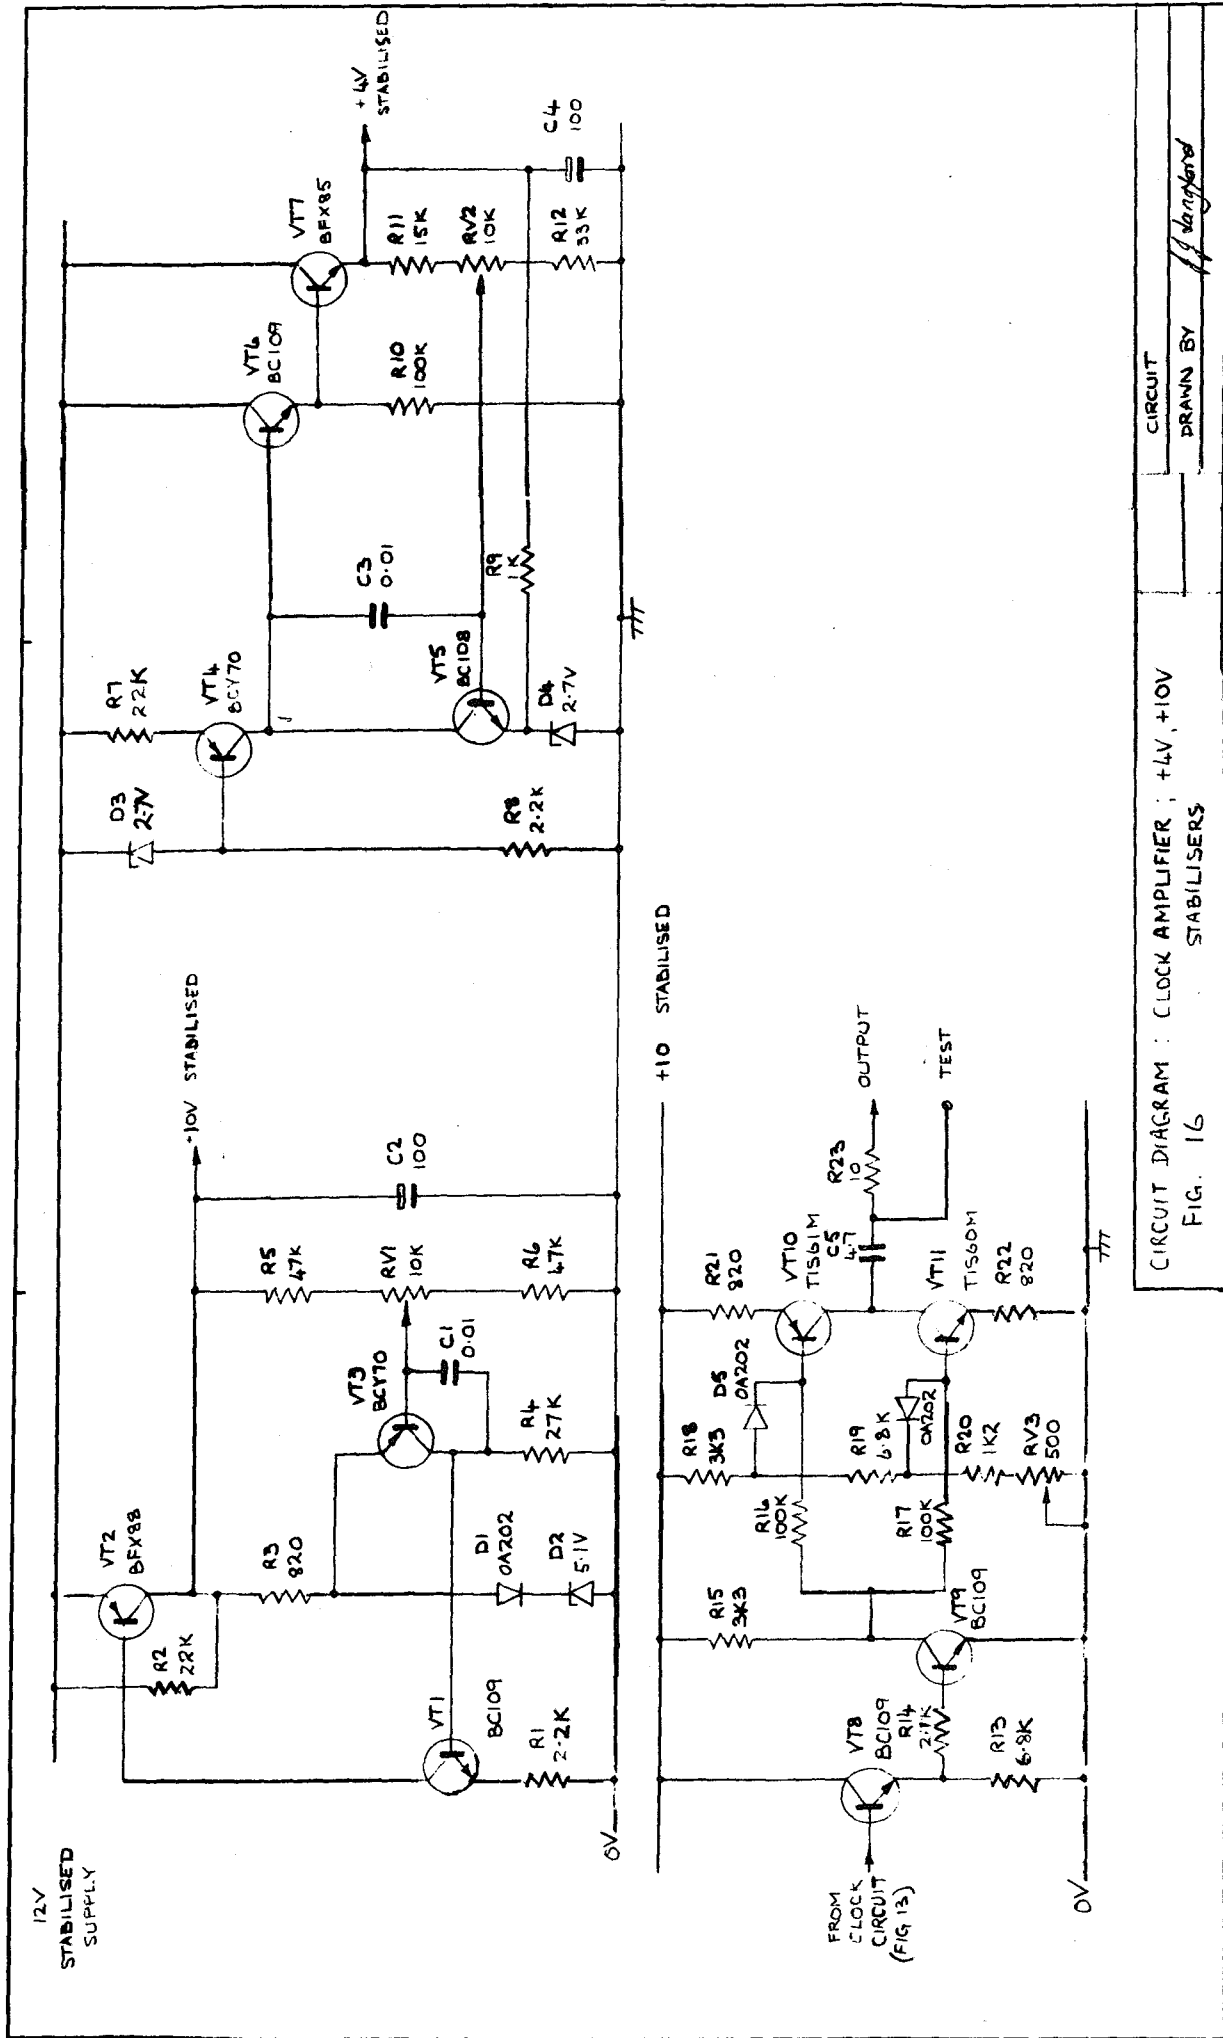 12V
STABILISED
SUPPLY
VT2
BFX88
R2
22K
VT1
BC109
R1
2.2K
0V
R3
820
D1
OA202
D2
5.1V
VT3
BCY70
C1
0.01
R4
27K
R5
47K
RV1
10K
R6
47K
C2
100
+10V STABILISED
D3
2.7V
R7
22K
VT4
BCY70
R8
2.2K
C3
0.01
VT5
BC108
D4
2.7V
R9
1K
VT6
BC109
R10
100K
VT7
BFX85
R11
15K
RV2
10K
R12
33K
C4
100
+4V
STABILISED
+10 STABILISED
FROM
CLOCK
CIRCUIT
(FIG 13)
VT8
BC109
R14
R13
6.8K
R15
3K3
VT9
BC109
R16
100K
R17
100K
R18
3K3
D5
OA202
R19
6.8K
OA202
R20
1K2
RV3
500
R21
820
VT10
TIS61M
C5
4.7
VT11
TIS60M
R22
820
R23
10
OUTPUT
TEST
0V
CIRCUIT DIAGRAM : CLOCK AMPLIFIER ; +4V, +10V
FIG. 16 STABILISERS
CIRCUIT
DRAWN BY